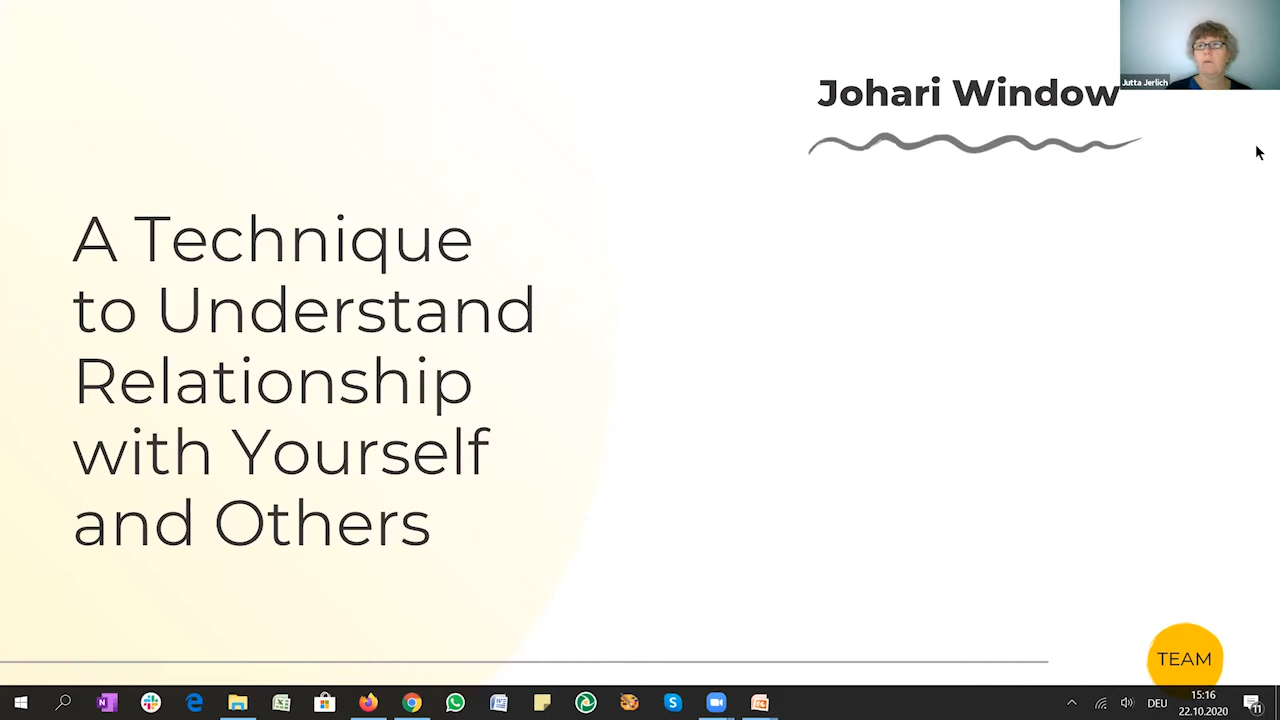 Johari Window
Jutta Jerlich
A Technique
to Understand
Relationship
with Yourself
and Others
TEAM
DEU
15:16
22.10.2020
11